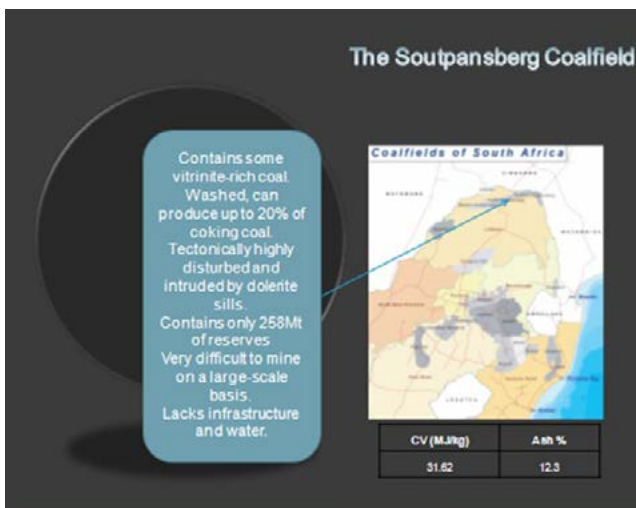 The Soutpansberg Coalfield
Contains some
vitrinite-rich coal.
Washed, can
produce up to 20% of
coking coal.
Tectonically highly
disturbed and
intruded by dolerite
sills.
Contains only 258Mt
of reserves
Very difficult to mine
on a large-scale
basis.
Lacks infrastructure
and water.
Coalfields of South Africa
CV (MJ/kg) Ash %
31.62 12.3